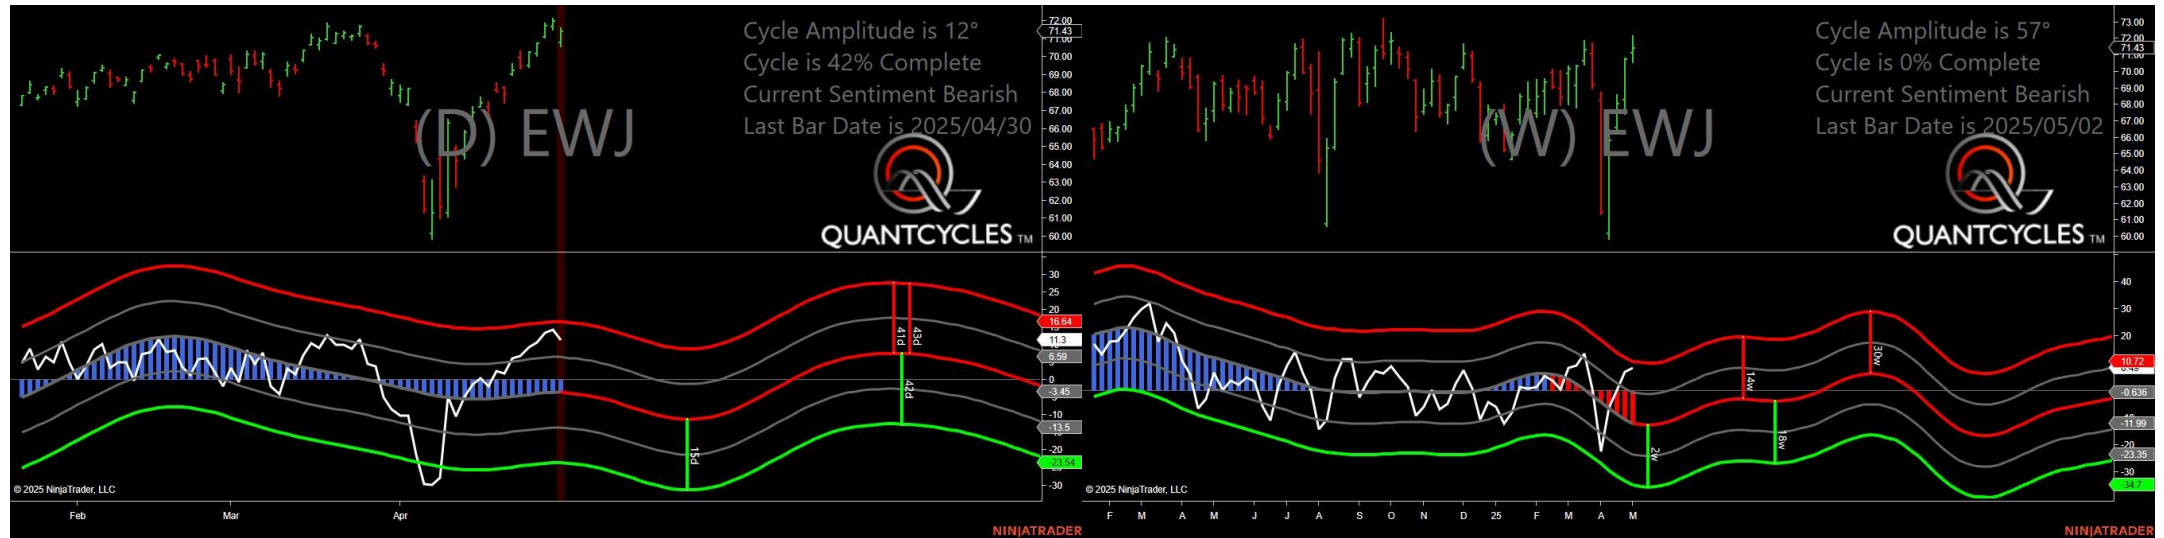 Cycle Amplitude is 12°
Cycle is 42% Complete
Current Sentiment Bearish
Last Bar Date is 2025/04/30
(D) EWJ
QUANTCYCLES TM
72.00
71.43
71.00
70.00
69.00
68.00
67.00
66.00
65.00
64.00
63.00
62.00
61.00
60.00
30
25
20
16.64
11.3
6.59
5
0
-3.45
-10
-13.5
-20
-23.54
-30
41d
43d
42d
15d
© 2025 NinjaTrader, LLC
Feb Mar Apr
NINJATRADER
Cycle Amplitude is 57°
Cycle is 0% Complete
Current Sentiment Bearish
Last Bar Date is 2025/05/02
(W) EWJ
QUANTCYCLES TM
73.00
72.00
71.43
70.00
69.00
68.00
67.00
66.00
65.00
64.00
63.00
62.00
61.00
60.00
40
30
20
10.72
-0.636
-11.99
-20
-23.35
-30
-34.7
14w
30w
2w
18w
© 2025 NinjaTrader, LLC
F M A M J J A S O N D 25 F M A M
NINJATRADER